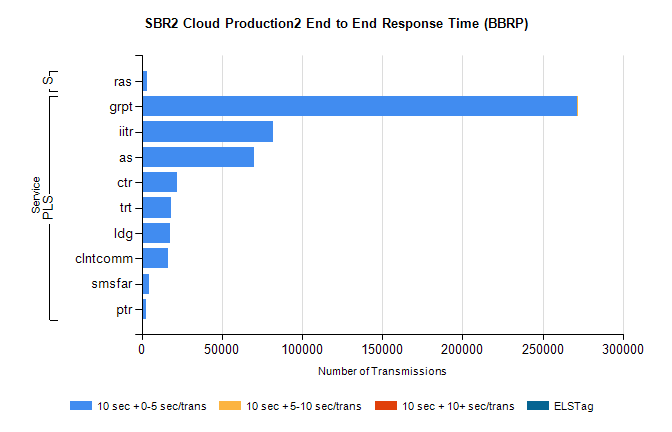 SBR2 Cloud Production2 End to End Response Time (BBRP)
S
ras
grpt
iitr
as
ctr
trt
ldg
clntcomm
smsfar
ptr
Service
PLS
0
50000
100000
150000
200000
250000
300000
Number of Transmissions
10 sec +0-5 sec/trans
10 sec +5-10 sec/trans
10 sec + 10+ sec/trans
ELSTag